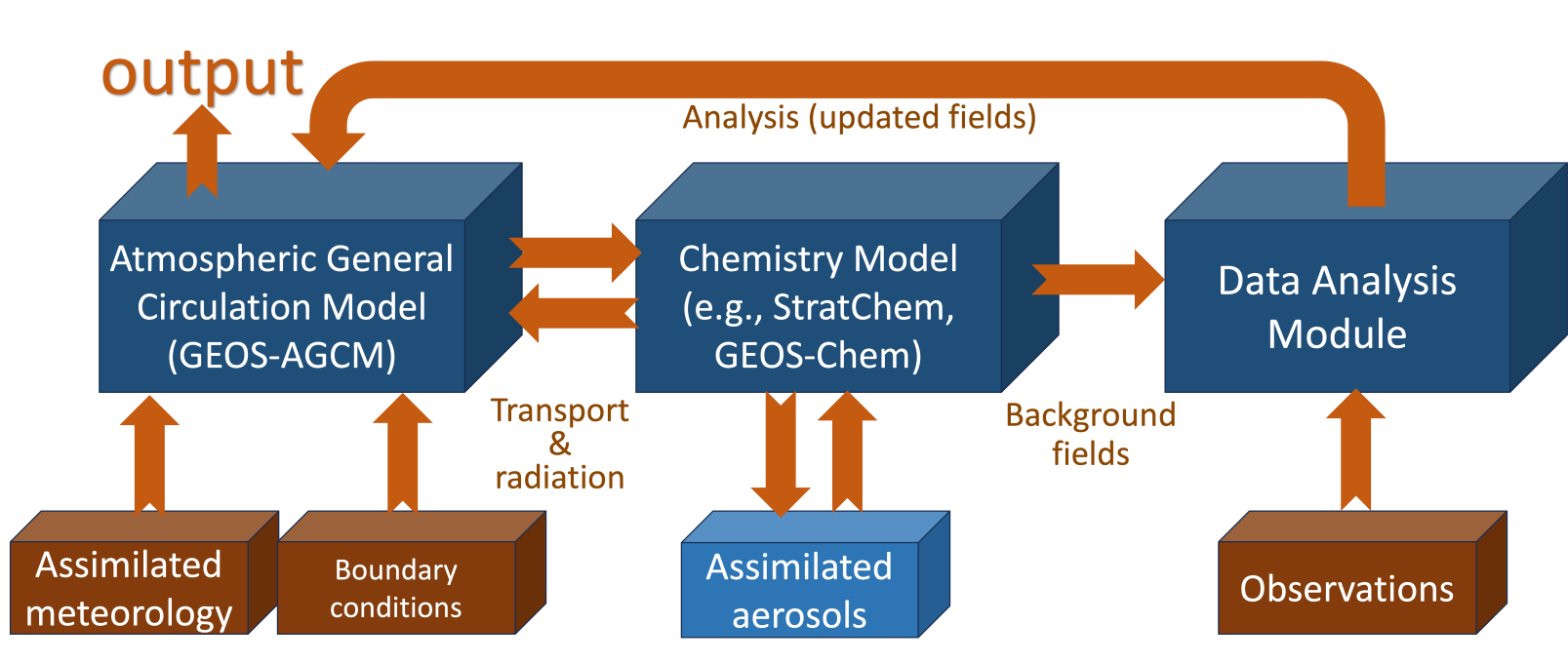 output
Analysis (updated fields)
Atmospheric General
Circulation Model
(GEOS-AGCM)
Chemistry Model
(e.g., StratChem,
GEOS-Chem)
Data Analysis
Module
Transport
&
radiation
Background
fields
Assimilated
meteorology
Boundary
conditions
Assimilated
aerosols
Observations